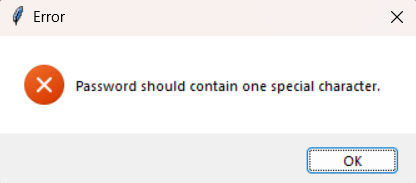 Error
Password should contain one special character.
OK